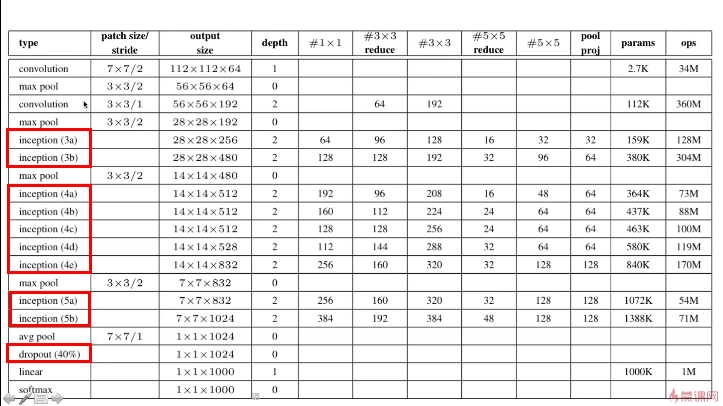 type patch size/ stride output size depth #1×1 #3×3 reduce #3×3 #5×5 reduce #5×5 pool proj params ops
convolution 7×7/2 112×112×64 1 2.7K 34M
max pool 3×3/2 56×56×64 0
convolution 3×3/1 56×56×192 2 64 192 112K 360M
max pool 3×3/2 28×28×192 0
inception (3a) 28×28×256 2 64 96 128 16 32 32 159K 128M
inception (3b) 28×28×480 2 128 128 192 32 96 64 380K 304M
max pool 3×3/2 14×14×480 0
inception (4a) 14×14×512 2 192 96 208 16 48 64 364K 73M
inception (4b) 14×14×512 2 160 112 224 24 64 64 437K 88M
inception (4c) 14×14×512 2 128 128 256 24 64 64 463K 100M
inception (4d) 14×14×528 2 112 144 288 32 64 64 580K 119M
inception (4e) 14×14×832 2 256 160 320 32 128 128 840K 170M
max pool 3×3/2 7×7×832 0
inception (5a) 7×7×832 2 256 160 320 32 128 128 1072K 54M
inception (5b) 7×7×1024 2 384 192 384 48 128 128 1388K 71M
avg pool 7×7/1 1×1×1024 0
dropout (40%) 1×1×1024 0
linear 1×1×1000 1 1000K 1M
softmax 1×1×1000 0
慕课网